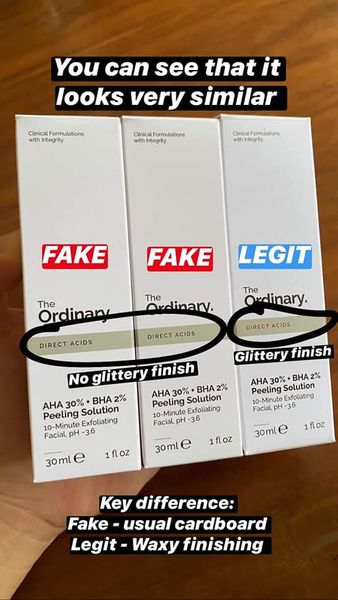 You can see that it
looks very similar
Clinical Formulations
with Integrity.
Clinical Formulations
with Integrity.
Clinical Formulations
with Integrity.
FAKE
FAKE
LEGIT
The
Ordinary.
The
Ordinary.
The
Ordinary.
DIRECT ACIDS
DIRECT ACIDS
DIRECT ACIDS
No glittery finish
Glittery finish
AHA 30% + BHA 2%
Peeling Solution
10-Minute Exfoliating
Facial, pH ~3.6
30ml e 1 fl oz
AHA 30% + BHA 2%
Peeling Solution
10-Minute Exfoliating
Facial, pH ~3.6
30ml e 1 fl oz
AHA 30% + BHA 2%
Peeling Solution
10-Minute Exfoliating
Facial, pH ~3.6
30ml e 1 fl oz
Key difference:
Fake - usual cardboard
Legit - Waxy finishing